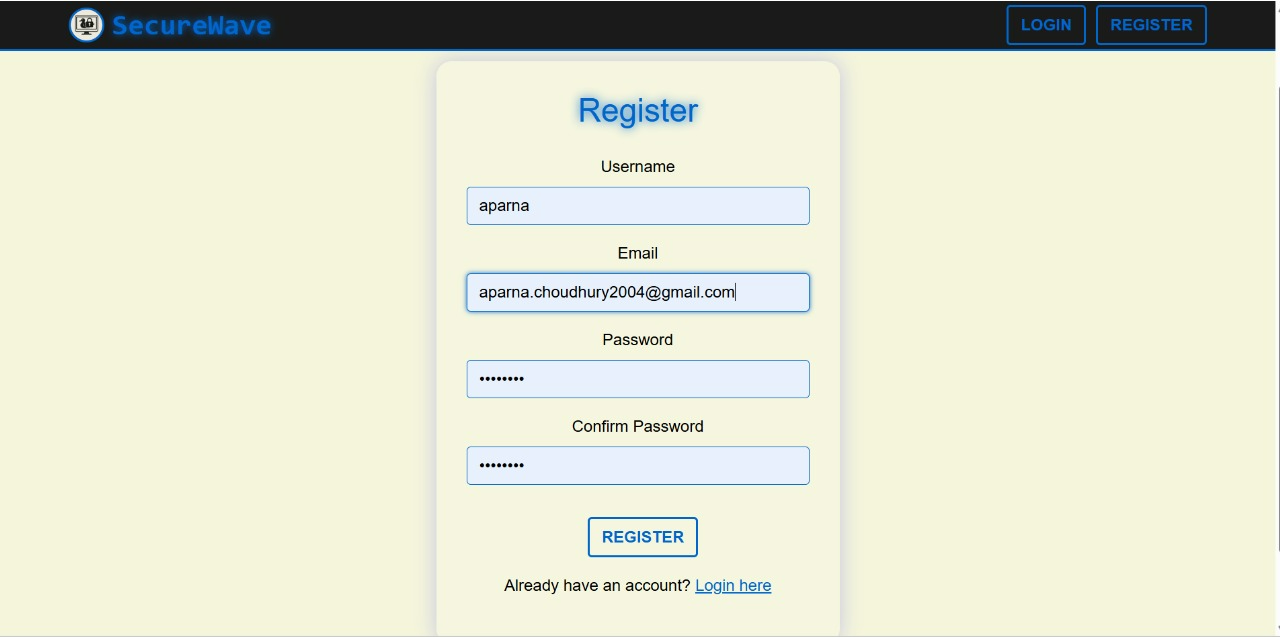 SecureWave
LOGIN
REGISTER
Register
Username
aparna
Email
aparna.choudhury2004@gmail.com
Password
••••••••
Confirm Password
••••••••
REGISTER
Already have an account? Login here